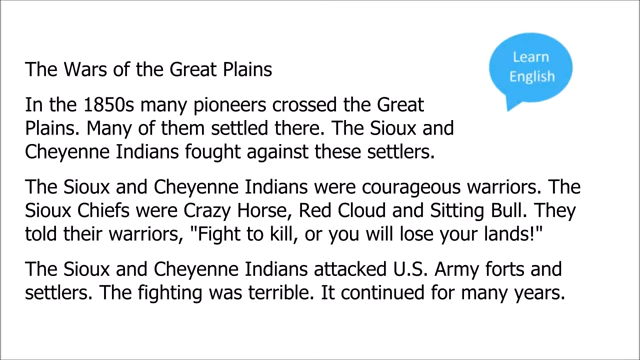 Learn
English
The Wars of the Great Plains
In the 1850s many pioneers crossed the Great
Plains. Many of them settled there. The Sioux and
Cheyenne Indians fought against these settlers.
The Sioux and Cheyenne Indians were courageous warriors. The
Sioux Chiefs were Crazy Horse, Red Cloud and Sitting Bull. They
told their warriors, "Fight to kill, or you will lose your lands!"
The Sioux and Cheyenne Indians attacked U.S. Army forts and
settlers. The fighting was terrible. It continued for many years.